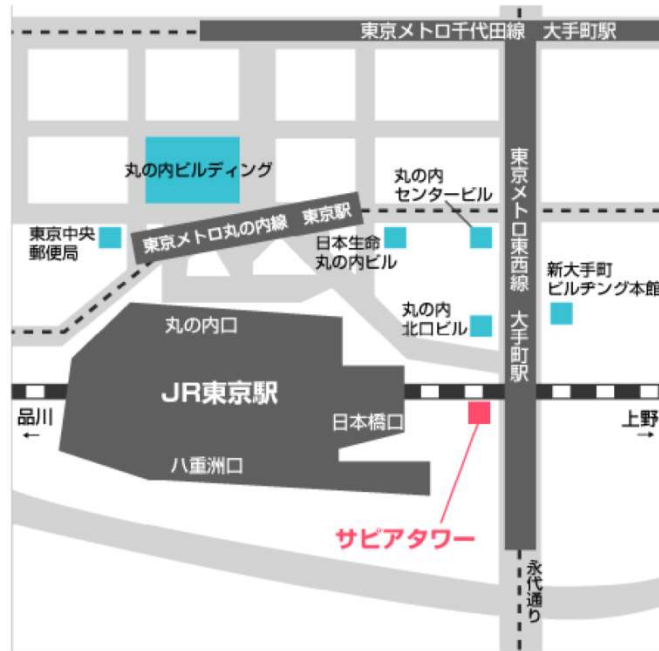 東京メトロ千代田線　大手町駅
丸の内ビルディング
丸の内
センタービル
東京メトロ東西線　大手町駅
東京メトロ丸の内線　東京駅
東京中央
郵便局
日本生命
丸の内ビル
新大手町
ビルヂング本館
丸の内
北口ビル
丸の内口
JR東京駅
品川
←
日本橋口
上野
→
八重洲口
サピアタワー
永代通り